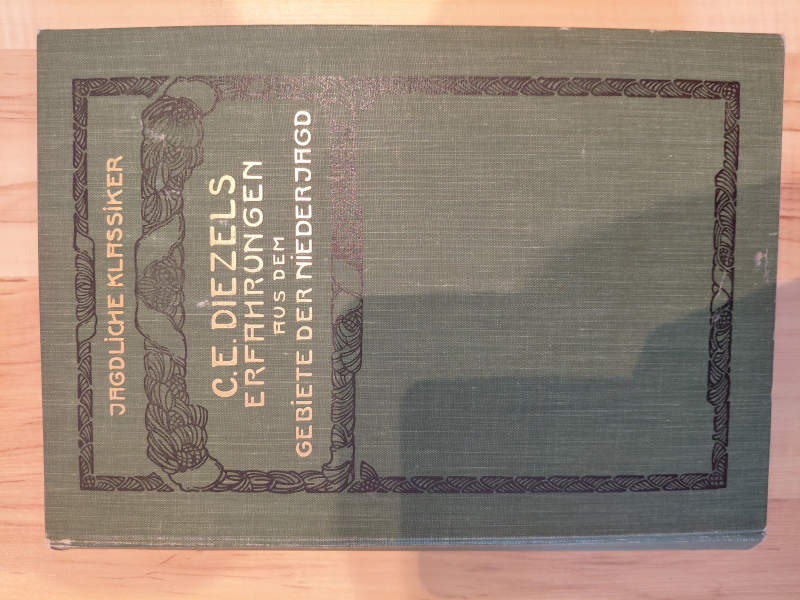 JAGDLiCHE KLASSiKER
C.E. DiEZELS
ERFAHRUNGEN
AUS DEM
GEBiETE DER NiEDERJAGD